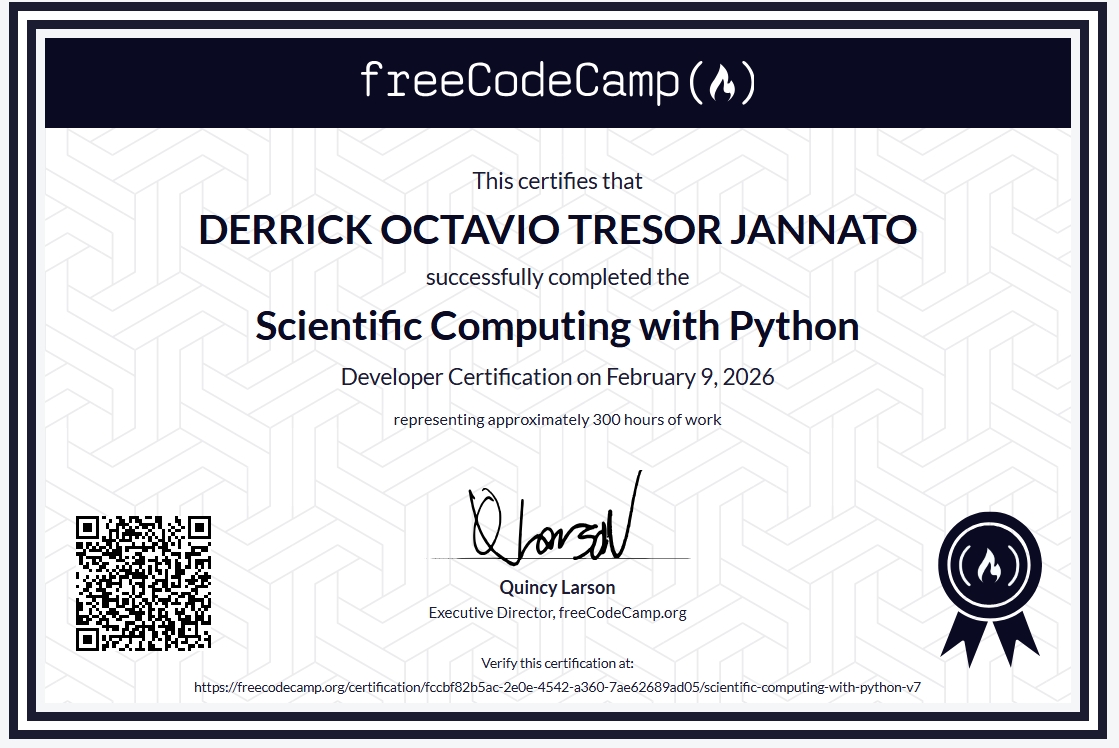 freeCodeCamp
This certifies that
DERRICK OCTAVIO TRESOR JANNATO
successfully completed the
Scientific Computing with Python
Developer Certification on February 9, 2026
representing approximately 300 hours of work
Q Larson
Quincy Larson
Executive Director, freeCodeCamp.org
Verify this certification at:
https://freecodecamp.org/certification/fccbf82b5ac-2e0e-4542-a360-7ae62689ad05/scientific-computing-with-python-v7